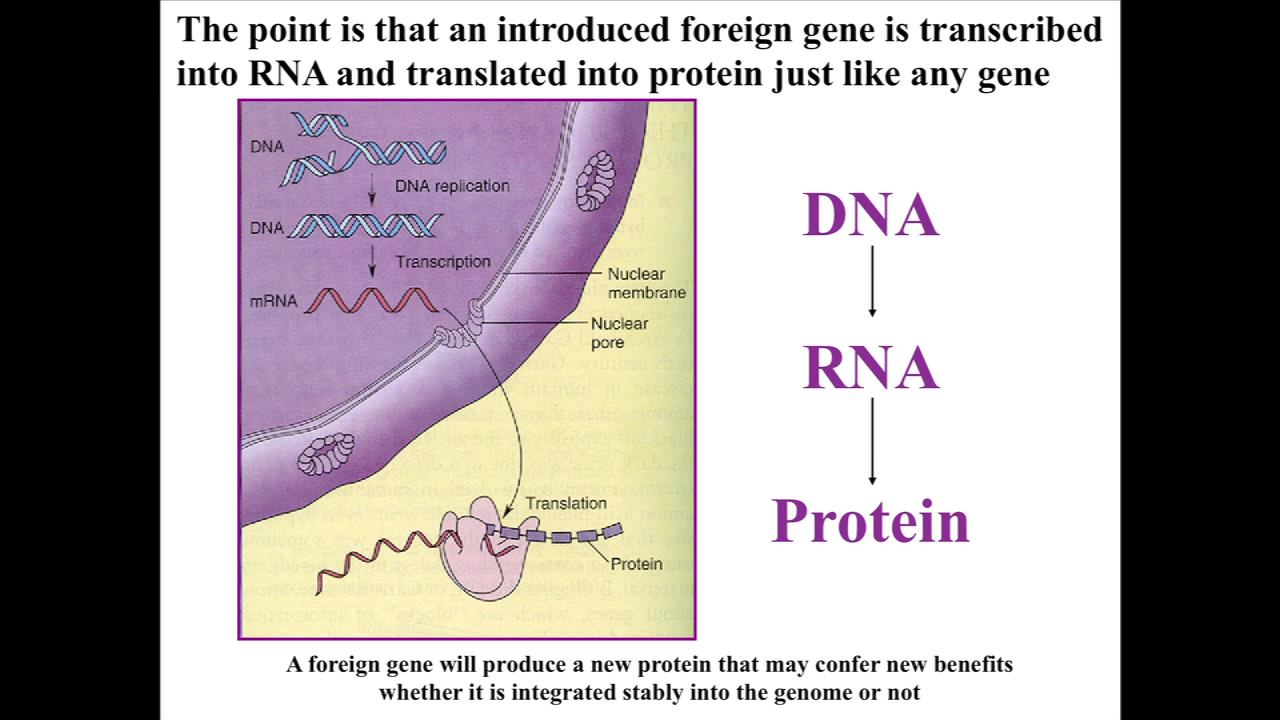 The point is that an introduced foreign gene is transcribed
into RNA and translated into protein just like any gene
DNA
DNA replication
DNA
Transcription
mRNA
Nuclear
membrane
Nuclear
pore
Translation
Protein
DNA
RNA
Protein
A foreign gene will produce a new protein that may confer new benefits
whether it is integrated stably into the genome or not